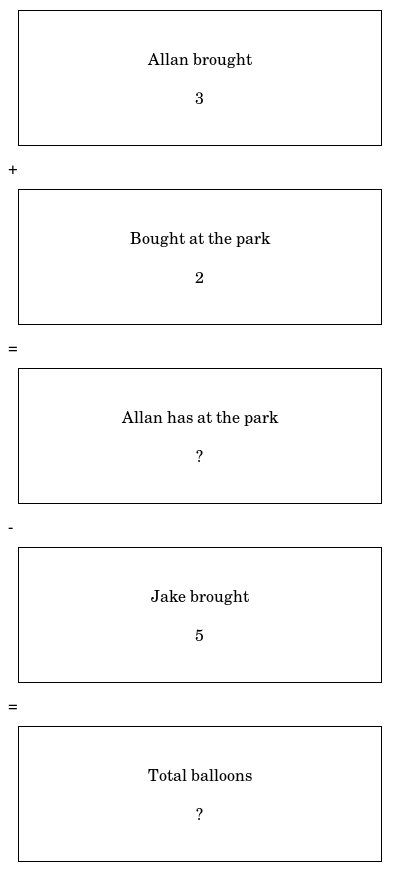 Allan brought
3
+
Bought at the park
2
=
Allan has at the park
?
-
Jake brought
5
=
Total balloons
?